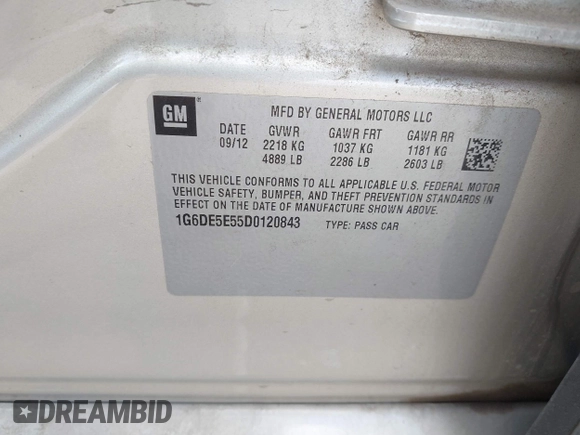 GM
MFD BY GENERAL MOTORS LLC
DATE GVWR GAWR FRT GAWR RR
09/12 2218 KG 1037 KG 1181 KG
4889 LB 2286 LB 2603 LB
THIS VEHICLE CONFORMS TO ALL APPLICABLE U.S. FEDERAL MOTOR
VEHICLE SAFETY, BUMPER, AND THEFT PREVENTION STANDARDS IN
EFFECT ON THE DATE OF MANUFACTURE SHOWN ABOVE.
1G6DE5E55D0120843 TYPE: PASS CAR
DREAMBID